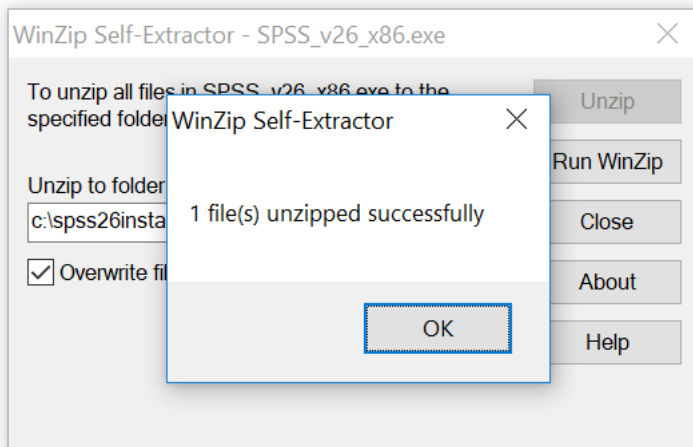 WinZip Self-Extractor - SPSS_v26_x86.exe
To unzip all files in SPSS_v26_x86.exe to the
specified folder
Unzip
WinZip Self-Extractor
Run WinZip
Unzip to folder
1 file(s) unzipped successfully
c:\spss26insta
Close
Overwrite fil
About
OK
Help